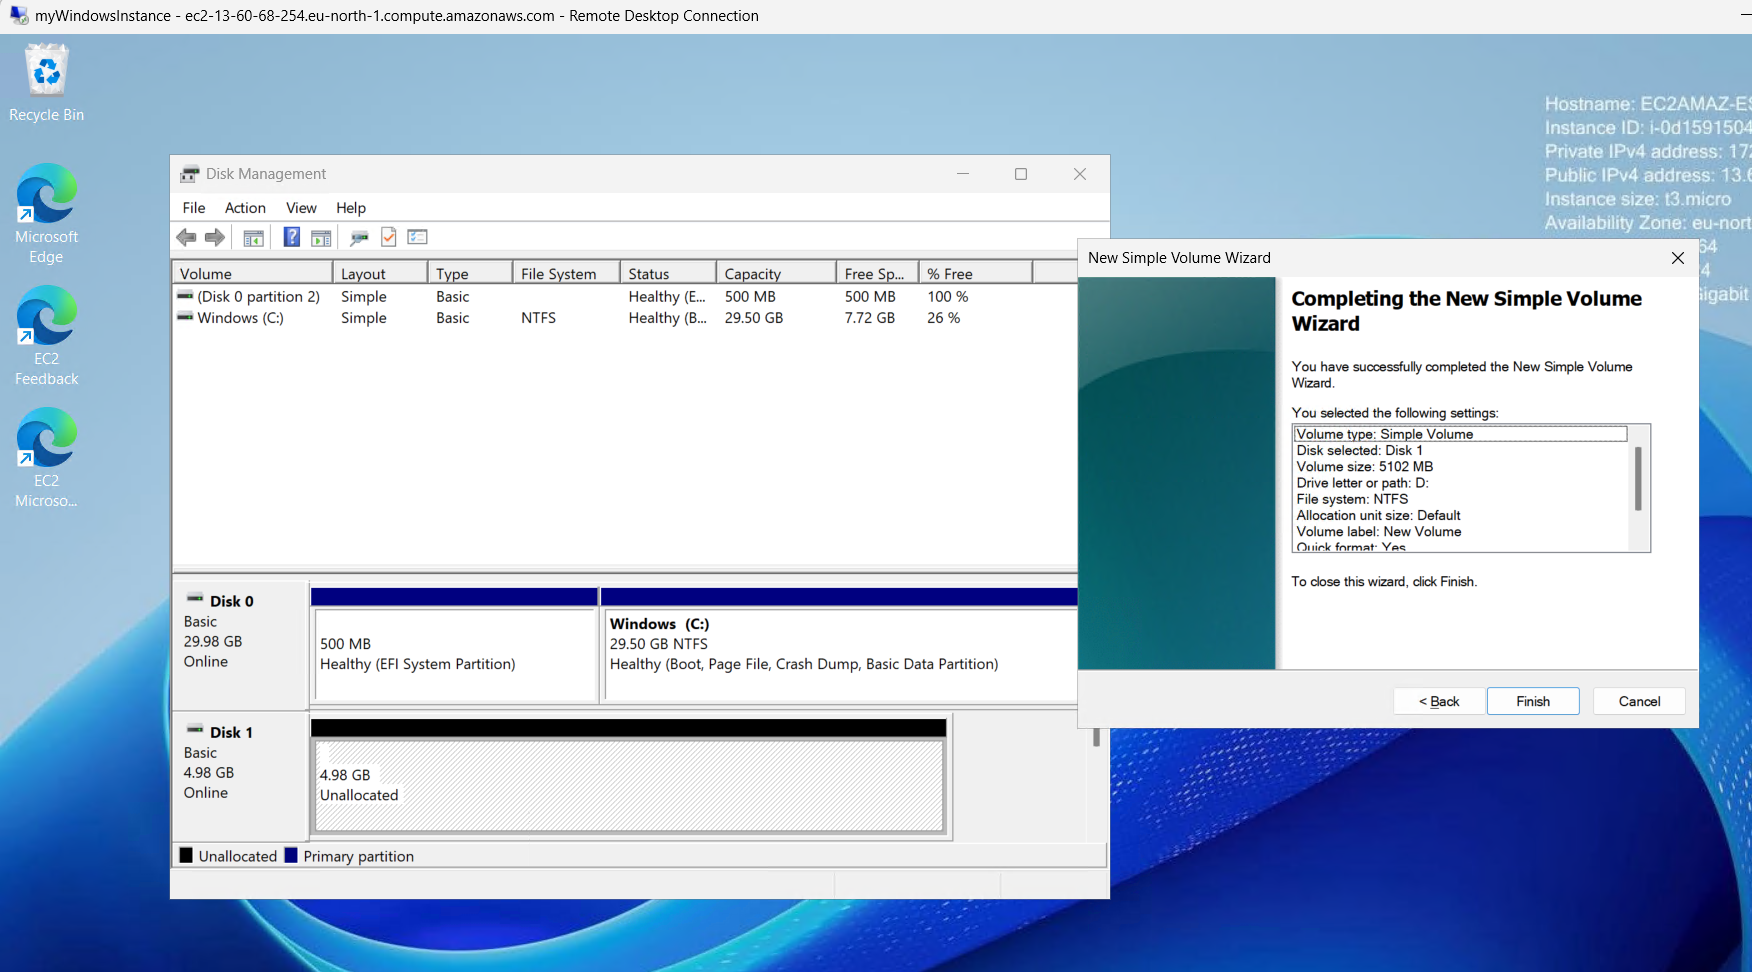 myWindowsInstance - ec2-13-60-68-254.eu-north-1.compute.amazonaws.com - Remote Desktop Connection
Recycle Bin
Microsoft
Edge
EC2
Feedback
EC2
Microso...
Hostname: EC2AMAZ-ES
Instance ID: i-0d1591504
Private IPv4 address: 172
Public IPv4 address: 13.6
Instance size: t3.micro
Availability Zone: eu-nort
64
4
Gigabit
Disk Management
File Action View Help
Volume Layout Type File System Status Capacity Free Sp... % Free
(Disk 0 partition 2) Simple Basic Healthy (E... 500 MB 500 MB 100 %
Windows (C:) Simple Basic NTFS Healthy (B... 29.50 GB 7.72 GB 26 %
Disk 0
Basic
29.98 GB
Online
500 MB
Healthy (EFI System Partition)
Windows (C:)
29.50 GB NTFS
Healthy (Boot, Page File, Crash Dump, Basic Data Partition)
Disk 1
Basic
4.98 GB
Online
4.98 GB
Unallocated
Unallocated Primary partition
New Simple Volume Wizard
Completing the New Simple Volume
Wizard
You have successfully completed the New Simple Volume
Wizard.
You selected the following settings:
Volume type: Simple Volume
Disk selected: Disk 1
Volume size: 5102 MB
Drive letter or path: D:
File system: NTFS
Allocation unit size: Default
Volume label: New Volume
Quick format: Yes
To close this wizard, click Finish.
< Back Finish Cancel